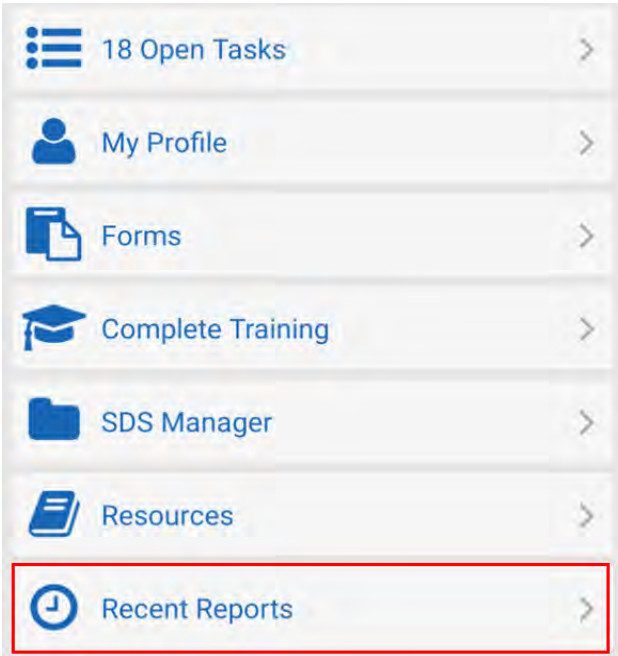 18 Open Tasks
My Profile
Forms
Complete Training
SDS Manager
Resources
Recent Reports